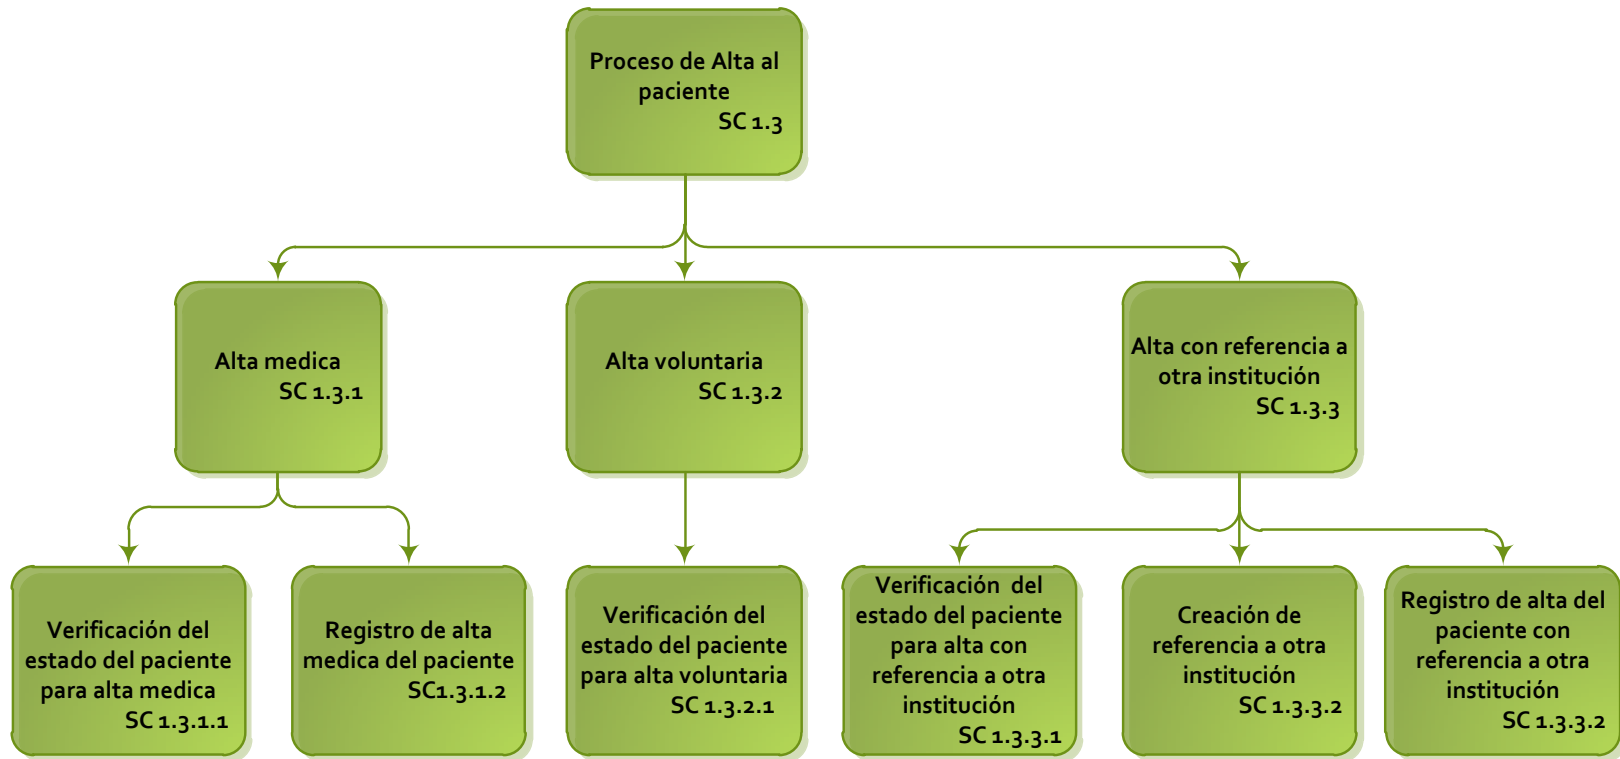 Proceso de Alta al
paciente
SC 1.3
Alta medica
SC 1.3.1
Alta voluntaria
SC 1.3.2
Alta con referencia a
otra institución
SC 1.3.3
Verificación del
estado del paciente
para alta medica
SC 1.3.1.1
Registro de alta
medica del paciente
SC1.3.1.2
Verificación del
estado del paciente
para alta voluntaria
SC 1.3.2.1
Verificación  del
estado del paciente
para alta con
referencia a otra
institución
SC 1.3.3.1
Creación de
referencia a otra
institución
SC 1.3.3.2
Registro de alta del
paciente con
referencia a otra
institución
SC 1.3.3.2